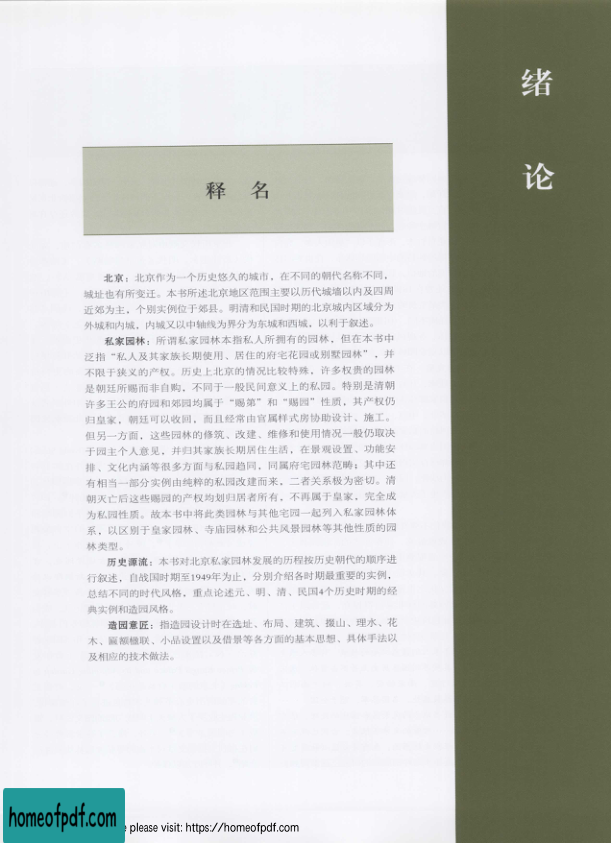 绪
论
释 名
北京：北京作为一个历史悠久的城市，在不同的朝代名称不同，
城址也有所变迁。本书所述北京地区范围主要以历代城墙以内及四周
近郊为主，个别实例位于郊县。明清和民国时期的北京城内区域分为
外城和内城，内城又以中轴线为界分为东城和西城，以利于叙述。
私家园林：所谓私家园林本指私人所拥有的园林，但在本书中
泛指“私人及其家族长期使用、居住的府宅花园或别墅园林”，并
不限于狭义的产权。历史上北京的情况比较特殊，许多权贵的园林
是朝廷所赐而非自购，不同于一般民间意义上的私园。特别是清朝
许多王公的府园和郊园均属于“赐第”和“赐园”性质，其产权仍
归皇家，朝廷可以收回，而且经常由官属样式房协助设计、施工。
但另一方面，这些园林的修筑、改建、维修和使用情况一般仍取决
于园主个人意见，并归其家族长期居住生活，在景观设置、功能安
排、文化内涵等很多方面与私园趋同，同属府宅园林范畴；其中还
有相当一部分实例由纯粹的私园改建而来，二者关系极为密切。清
朝灭亡后这些赐园的产权均划归居者所有，不再属于皇家，完全成
为私园性质。故本书中将此类园林与其他宅园一起列入私家园林体
系，以区别于皇家园林、寺庙园林和公共风景园林等其他性质的园
林类型。
历史源流：本书对北京私家园林发展的历程按历史朝代的顺序进
行叙述，自战国时期至1949年为止，分别介绍各时期最重要的实例，
总结不同的时代风格，重点论述元、明、清、民国4个历史时期的经
典实例和造园风格。
造园意匠：指造园设计时在选址、布局、建筑、掇山、理水、花
木、匾额楹联、小品设置以及借景等各方面的基本思想、具体手法以
及相应的技术做法。
homeofpdf.com
please visit: https://homeofpdf.com